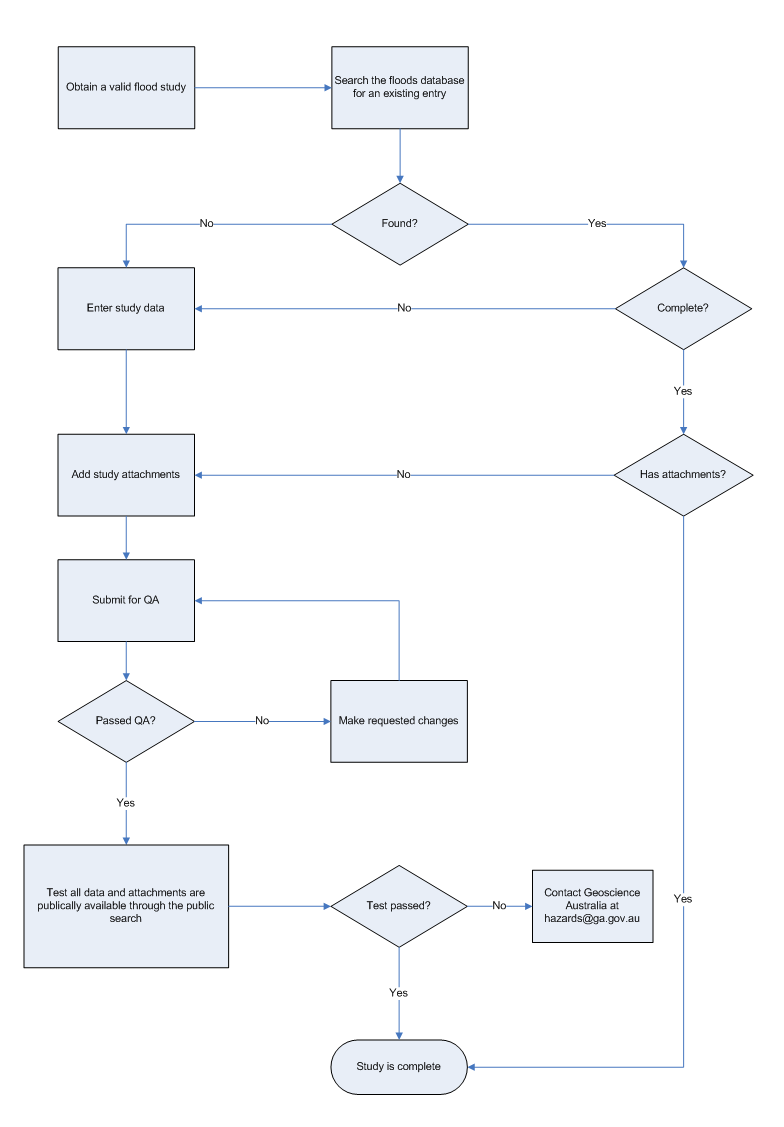 Obtain a valid flood study
Search the floods database
for an existing entry
Found?
No
Yes
Enter study data
No
Complete?
Yes
Add study attachments
No
Has attachments?
Submit for QA
Passed QA?
No
Make requested changes
Yes
Test all data and attachments are
publically available through the public
search
Test passed?
No
Contact Geoscience
Australia at
hazards@ga.gov.au
Yes
Yes
Study is complete